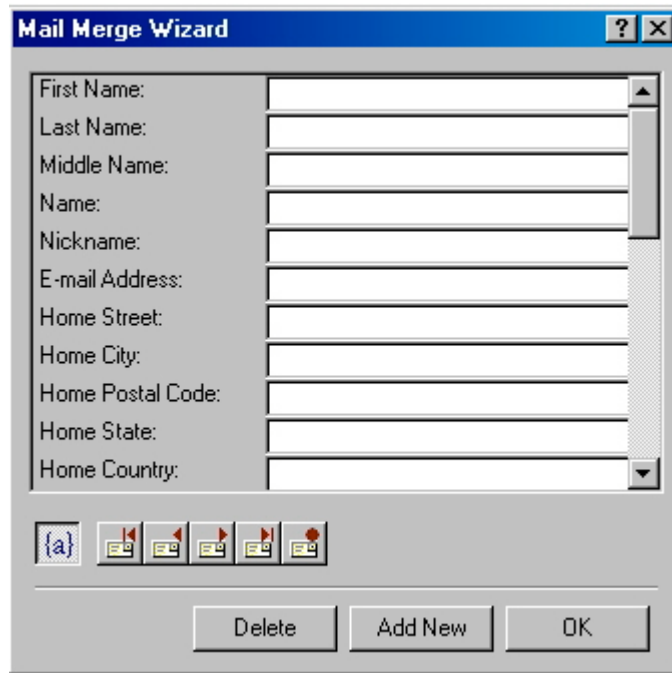 Mail Merge Wizard
First Name:
Last Name:
Middle Name:
Name:
Nickname:
E-mail Address:
Home Street:
Home City:
Home Postal Code:
Home State:
Home Country:
{a}
Delete Add New OK